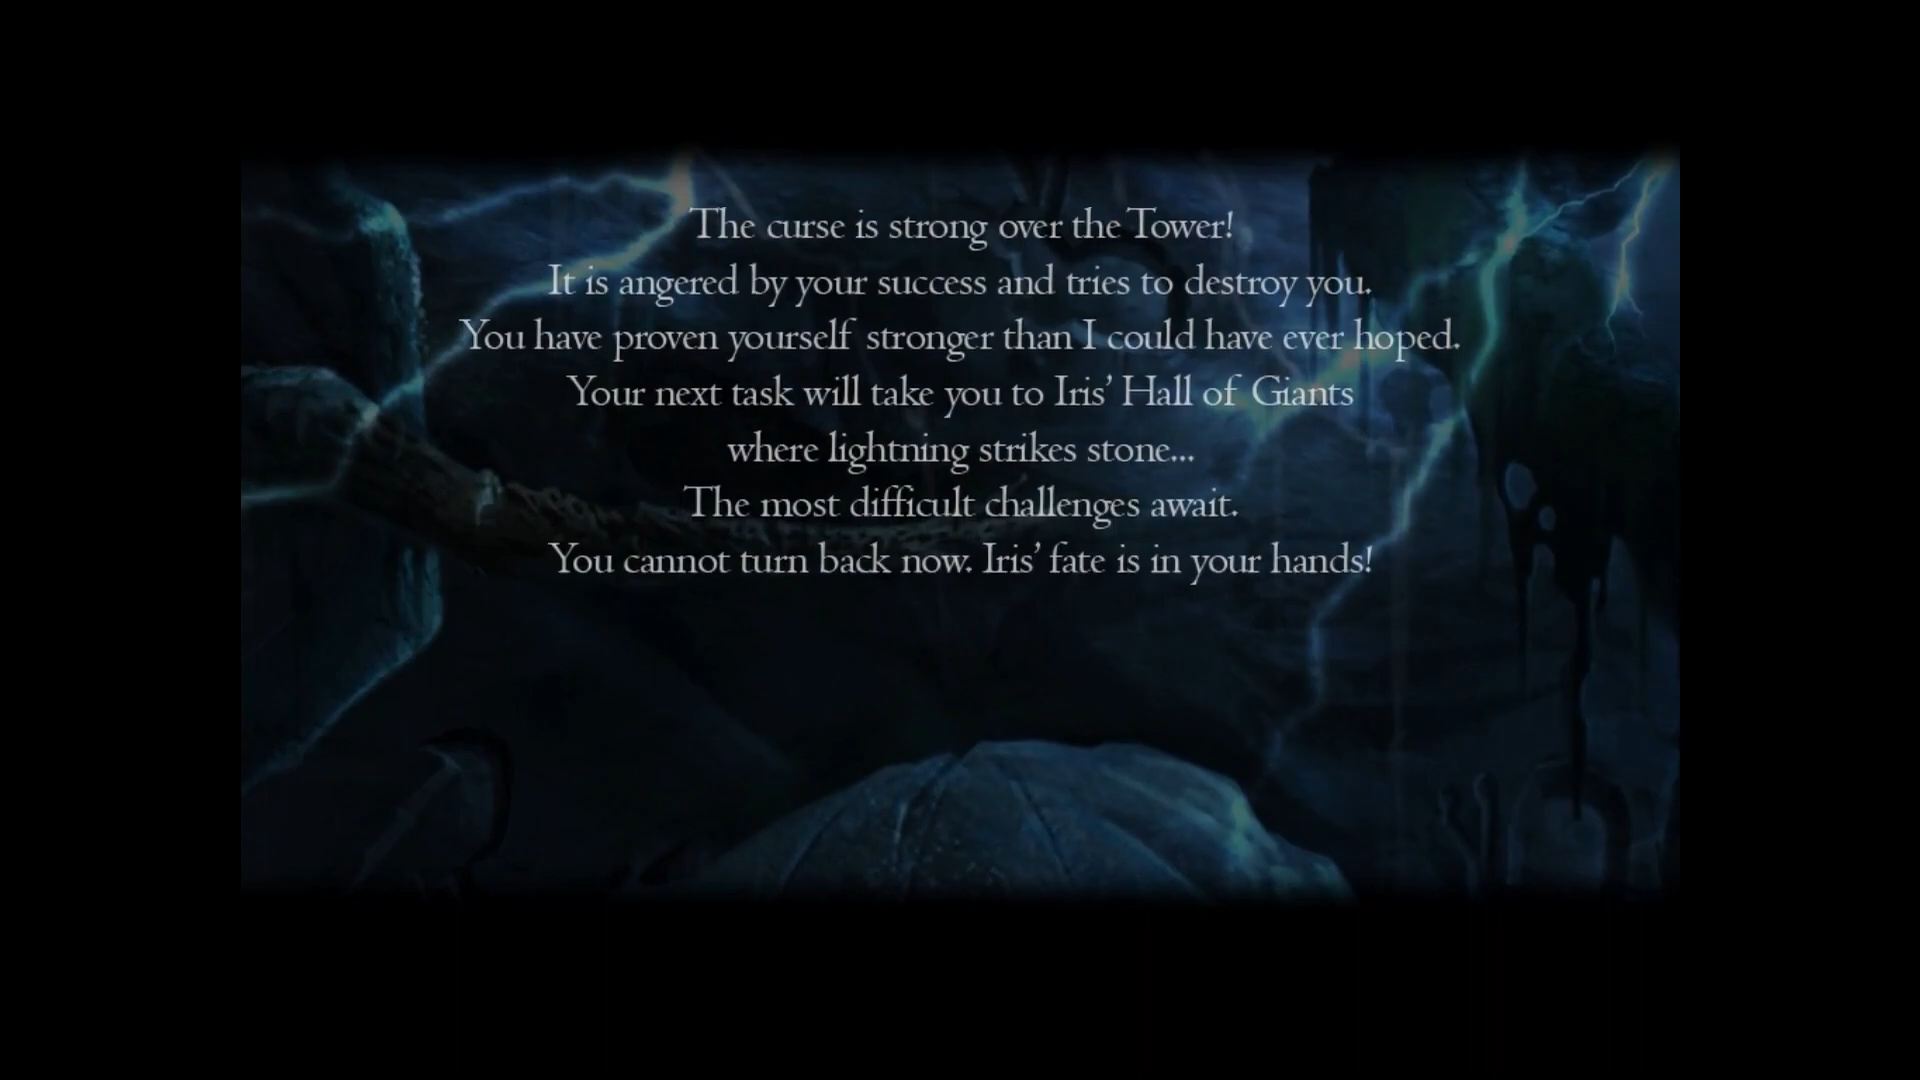 The curse is strong over the Tower!
It is angered by your success and tries to destroy you.
You have proven yourself stronger than I could have ever hoped.
Your next task will take you to Iris’ Hall of Giants
where lightning strikes stone...
The most difficult challenges await.
You cannot turn back now. Iris’ fate is in your hands!